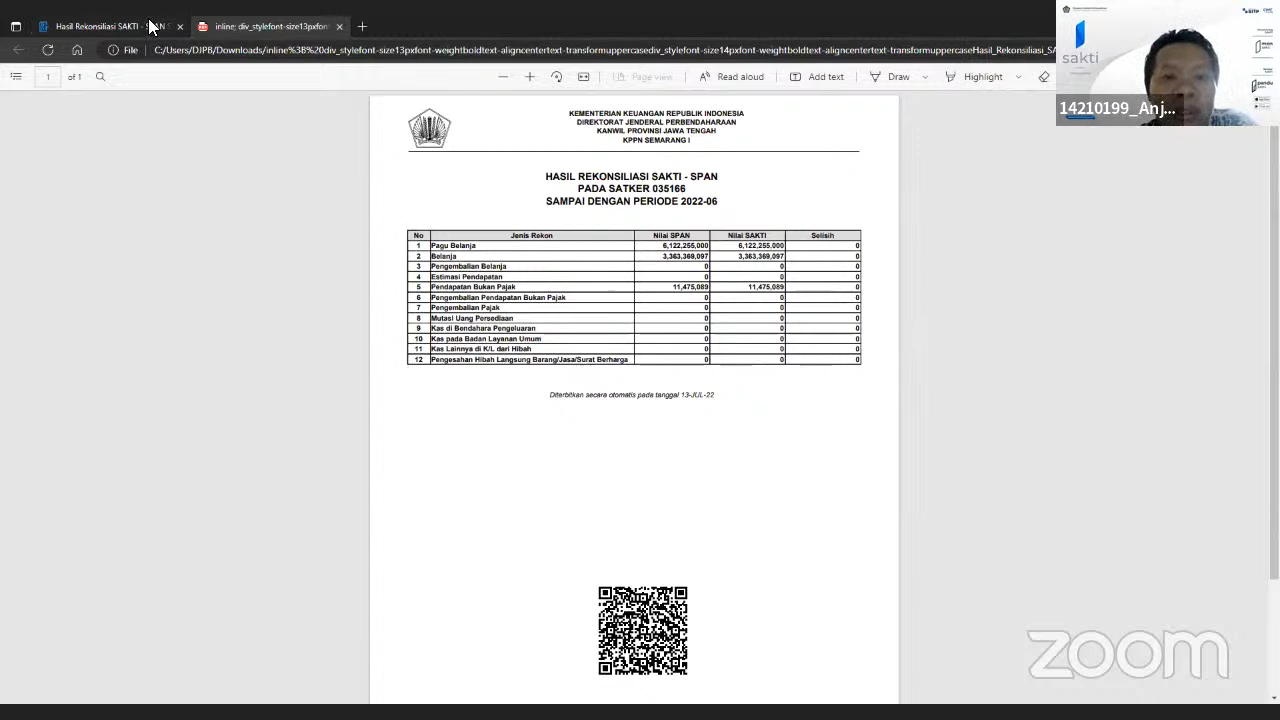 Hasil Rekonsiliasi SAKTI - SPAN
inline; div_stylefont-size13pxfon
File
C:/Users/DJPB/Downloads/inline%3B%20div_stylefont-size13pxfont-weightboldtext-aligncentertext-transformuppercasediv_stylefont-size14pxfont-weightboldtext-aligncentertext-transformuppercaseHasil_Rekonsiliasi_SA
1 of 1
Page view
Read aloud
Add text
Draw
Highlight
sakti
14210199_Anj...
KEMENTERIAN KEUANGAN REPUBLIK INDONESIA
DIREKTORAT JENDERAL PERBENDAHARAAN
KANWIL PROVINSI JAWA TENGAH
KPPN SEMARANG I
HASIL REKONSILIASI SAKTI - SPAN
PADA SATKER 035166
SAMPAI DENGAN PERIODE 2022-06
No Jenis Rekon Nilai SPAN Nilai SAKTI Selisih
1 Pagu Belanja 6,122,255,000 6,122,255,000 0
2 Belanja 3,363,369,097 3,363,369,097 0
3 Pengembalian Belanja 0 0 0
4 Estimasi Pendapatan 0 0 0
5 Pendapatan Bukan Pajak 11,475,089 11,475,089 0
6 Pengembalian Pendapatan Bukan Pajak 0 0 0
7 Pengembalian Pajak 0 0 0
8 Mutasi Uang Persediaan 0 0 0
9 Kas di Bendahara Pengeluaran 0 0 0
10 Kas pada Badan Layanan Umum 0 0 0
11 Kas Lainnya di K/L dari Hibah 0 0 0
12 Pengesahan Hibah Langsung Barang/Jasa/Surat Berharga 0 0 0
Diterbitkan secara otomatis pada tanggal 13-JUL-22
zoom